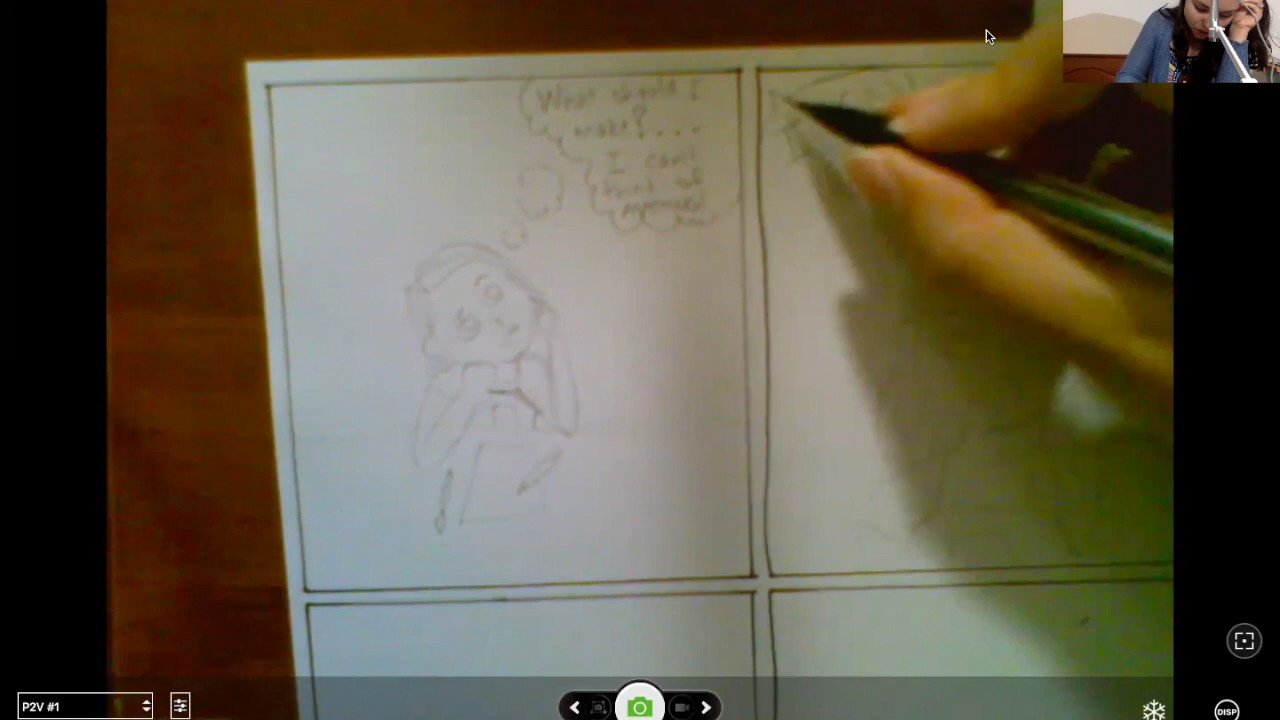 What should I
make?...
I can't
think of
P2V #1
DISP